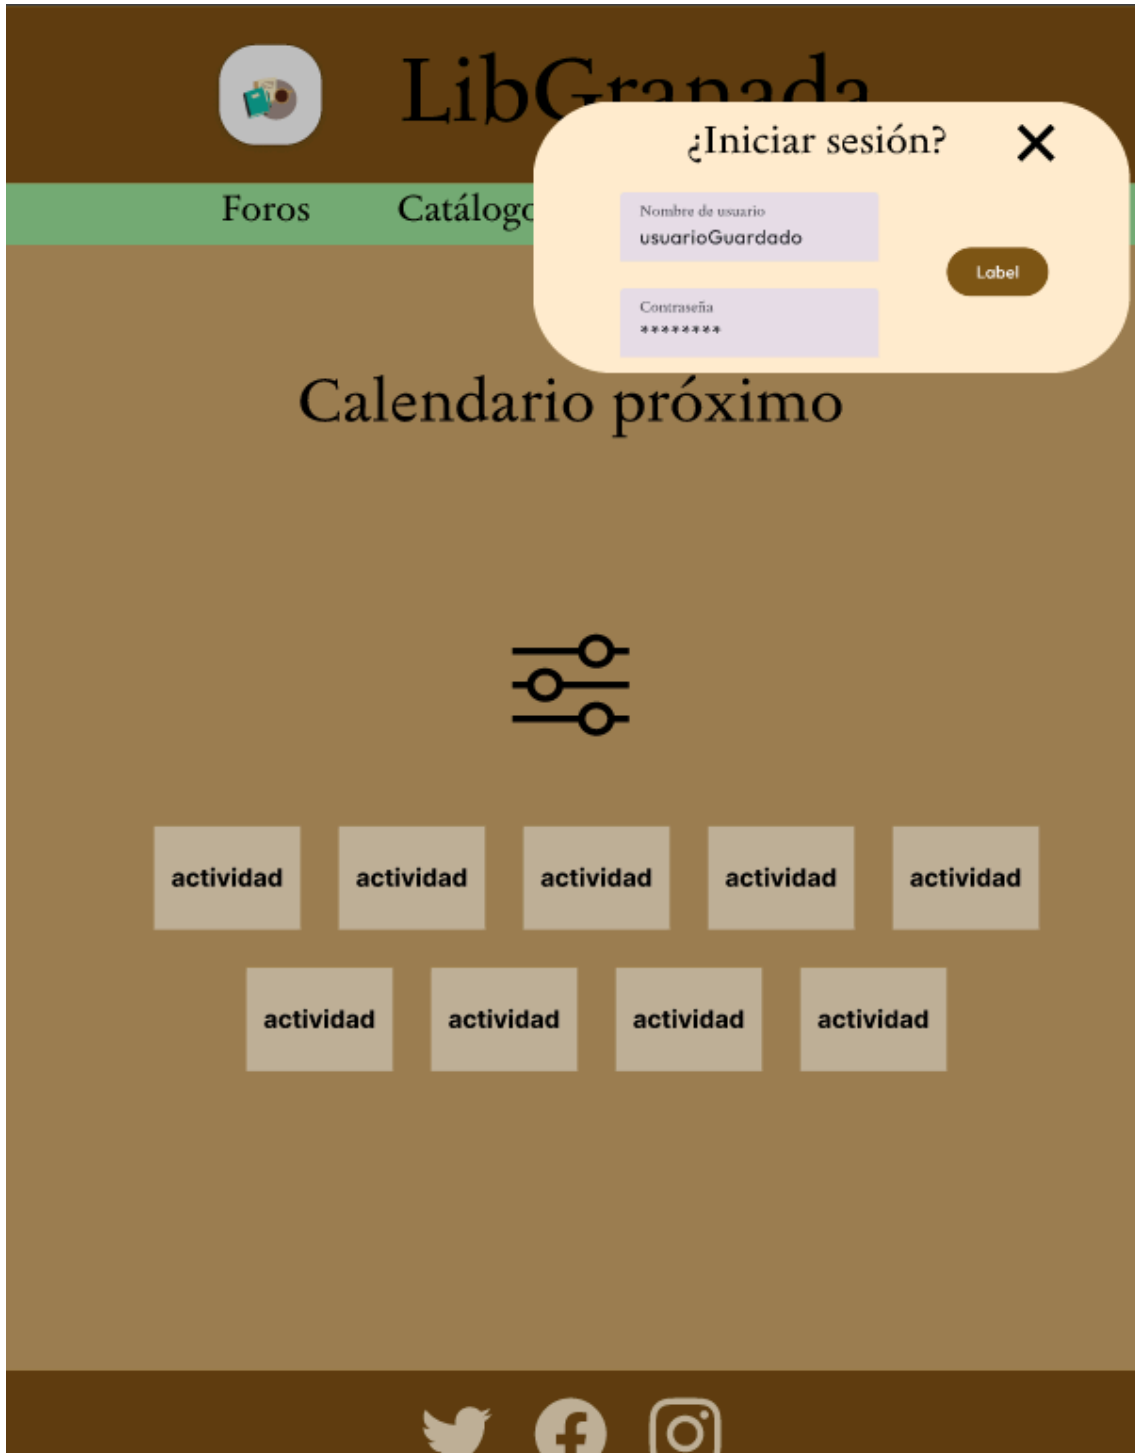 LibGranada
¿Iniciar sesión?
Foros Catálogo
Nombre de usuario
usuarioGuardado
Label
Contraseña
********
Calendario próximo
actividad actividad actividad actividad actividad
actividad actividad actividad actividad